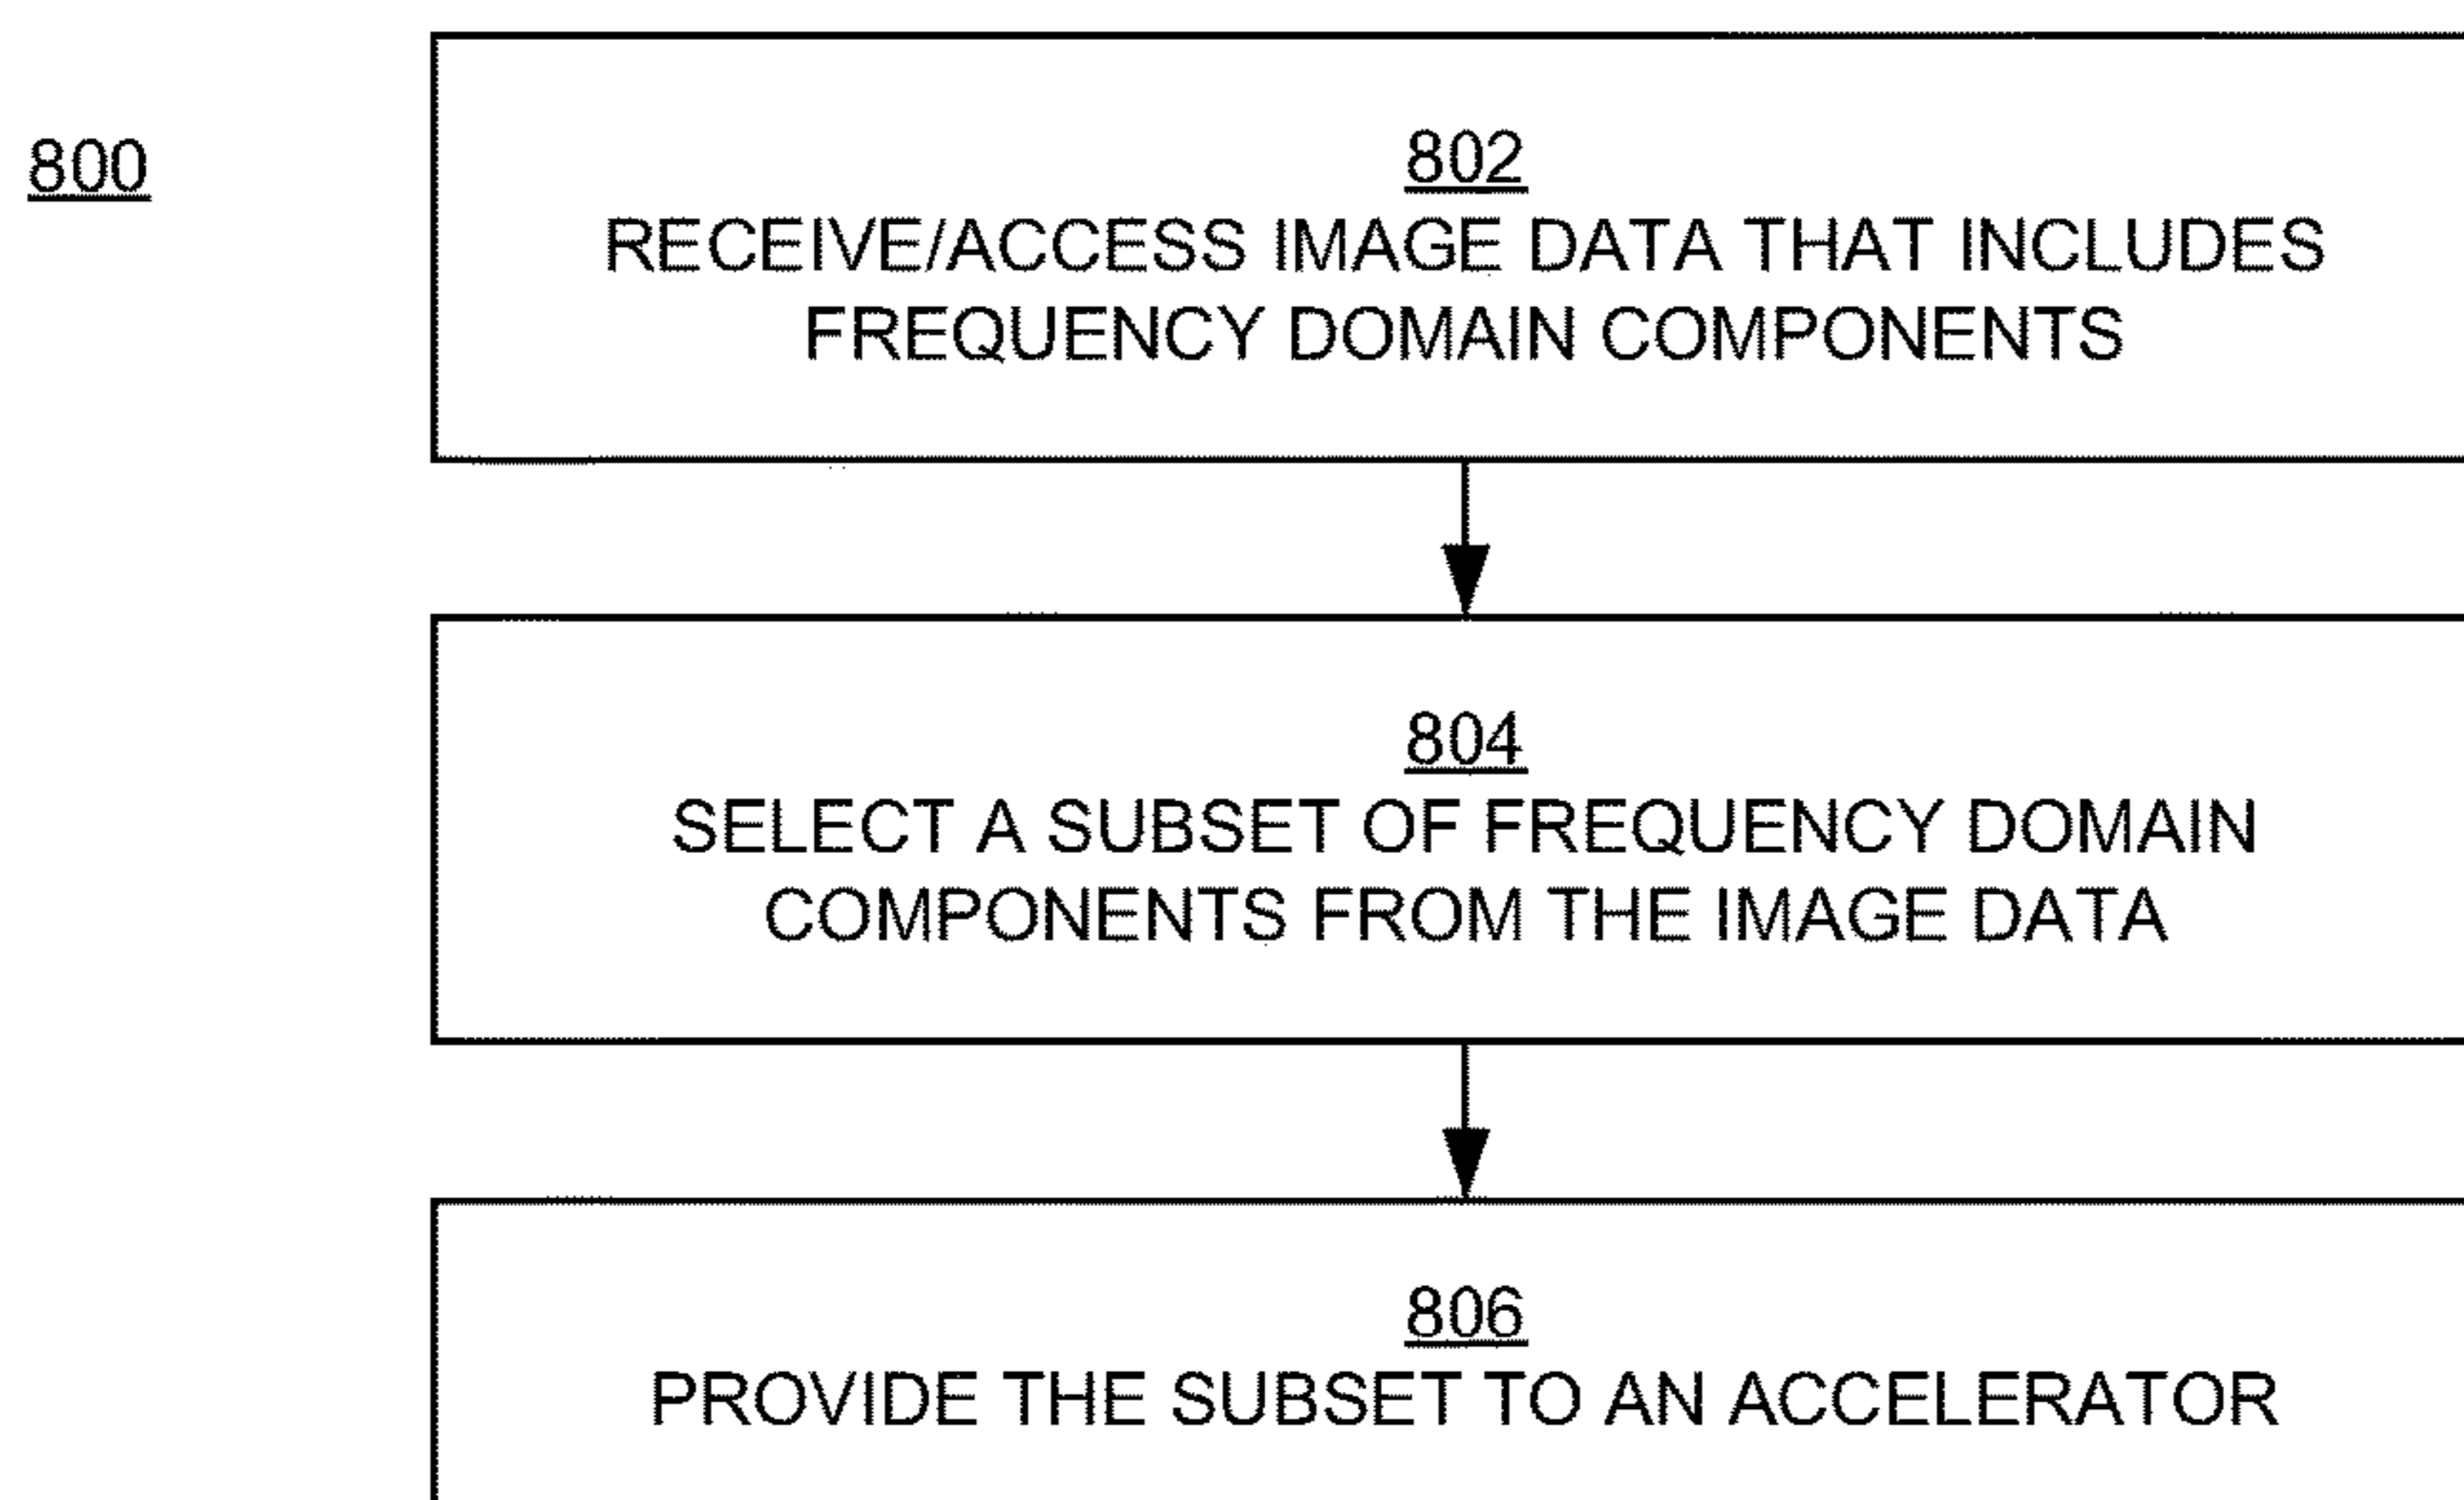 800
802
RECEIVE/ACCESS IMAGE DATA THAT INCLUDES
FREQUENCY DOMAIN COMPONENTS
804
SELECT A SUBSET OF FREQUENCY DOMAIN
COMPONENTS FROM THE IMAGE DATA
806
PROVIDE THE SUBSET TO AN ACCELERATOR